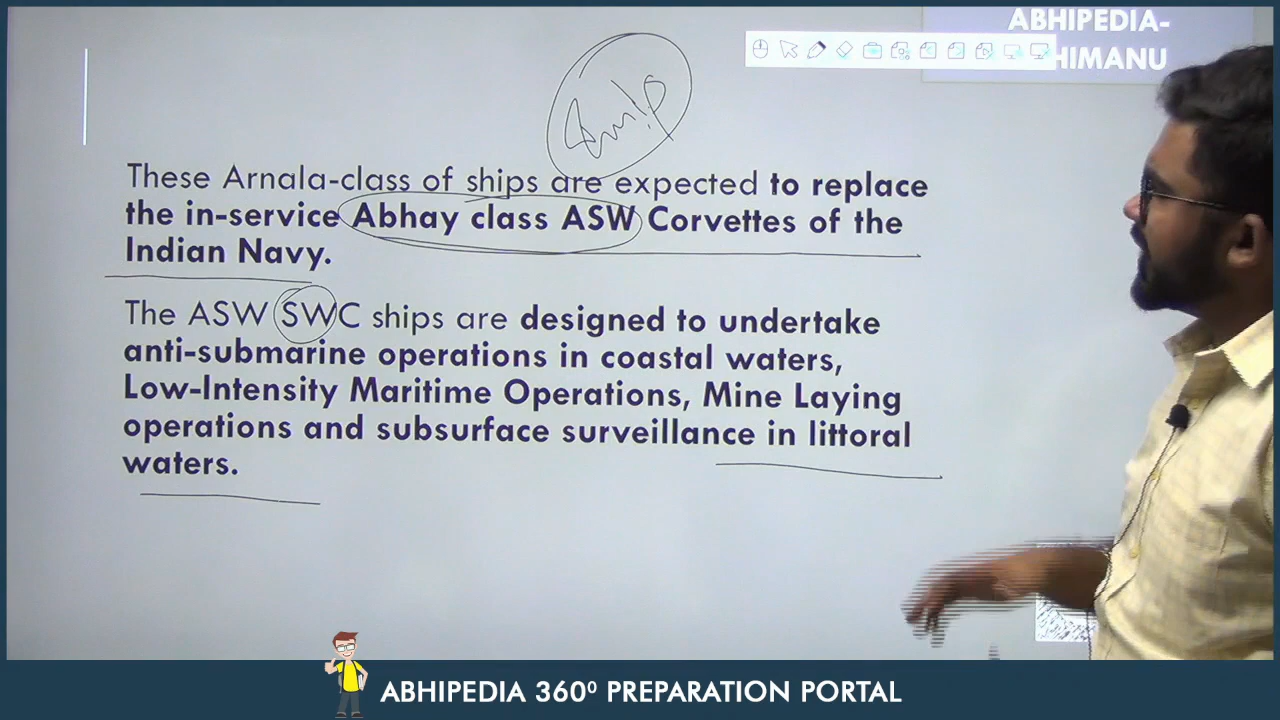 ABHIPEDIA-
HIMANU
These Arnala-class of ships are expected to replace
the in-service Abhay class ASW Corvettes of the
Indian Navy.
The ASW SWC ships are designed to undertake
anti-submarine operations in coastal waters,
Low-Intensity Maritime Operations, Mine Laying
operations and subsurface surveillance in littoral
waters.
ABHIPEDIA 360⁰ PREPARATION PORTAL